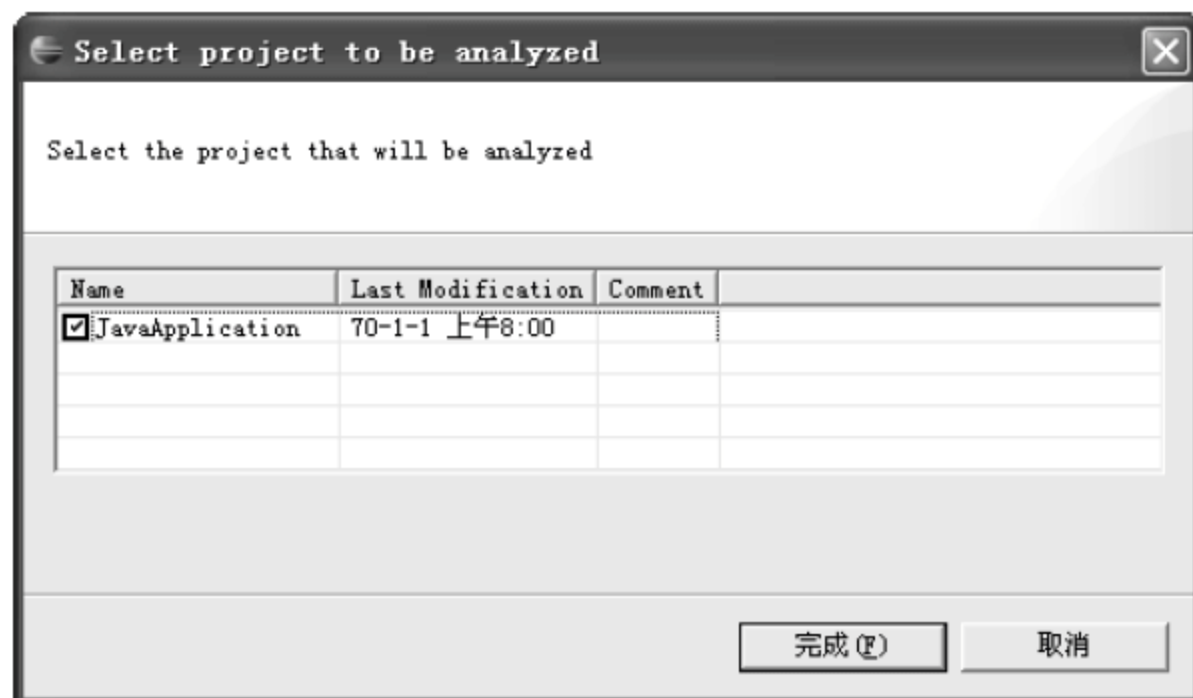 Select project to be analyzed
Select the project that will be analyzed
Name Last Modification Comment
JavaApplication 70-1-1 上午8:00
完成(F) 取消